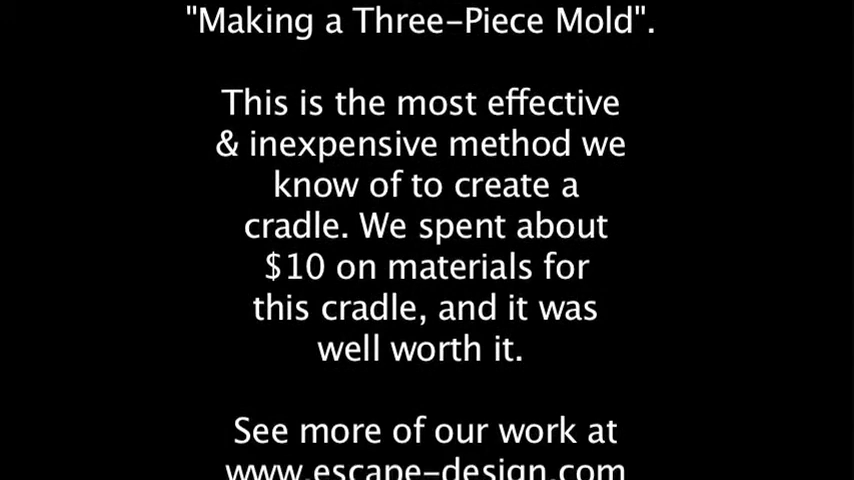 "Making a Three-Piece Mold".
This is the most effective
& inexpensive method we
know of to create a
cradle. We spent about
$10 on materials for
this cradle, and it was
well worth it.
See more of our work at
www.escape-design.com